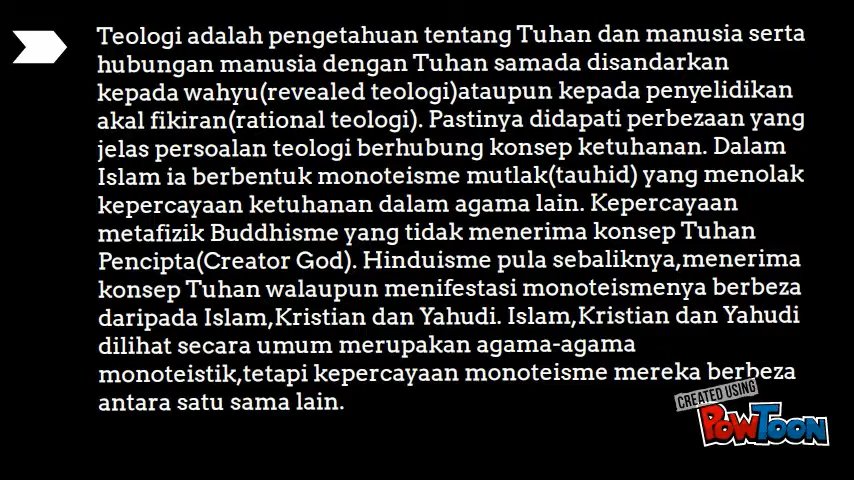 Teologi adalah pengetahuan tentang Tuhan dan manusia serta
hubungan manusia dengan Tuhan samada disandarkan
kepada wahyu(revealed teologi)ataupun kepada penyelidikan
akal fikiran(rational teologi). Pastinya didapati perbezaan yang
jelas persoalan teologi berhubung konsep ketuhanan. Dalam
Islam ia berbentuk monoteisme mutlak(tauhid) yang menolak
kepercayaan ketuhanan dalam agama lain. Kepercayaan
metafizik Buddhisme yang tidak menerima konsep Tuhan
Pencipta(Creator God). Hinduisme pula sebaliknya,menerima
konsep Tuhan walaupun menifestasi monoteismenya berbeza
daripada Islam,Kristian dan Yahudi. Islam,Kristian dan Yahudi
dilihat secara umum merupakan agama-agama
monoteistik,tetapi kepercayaan monoteisme mereka berbeza
antara satu sama lain.
CREATED USING
POWTOON